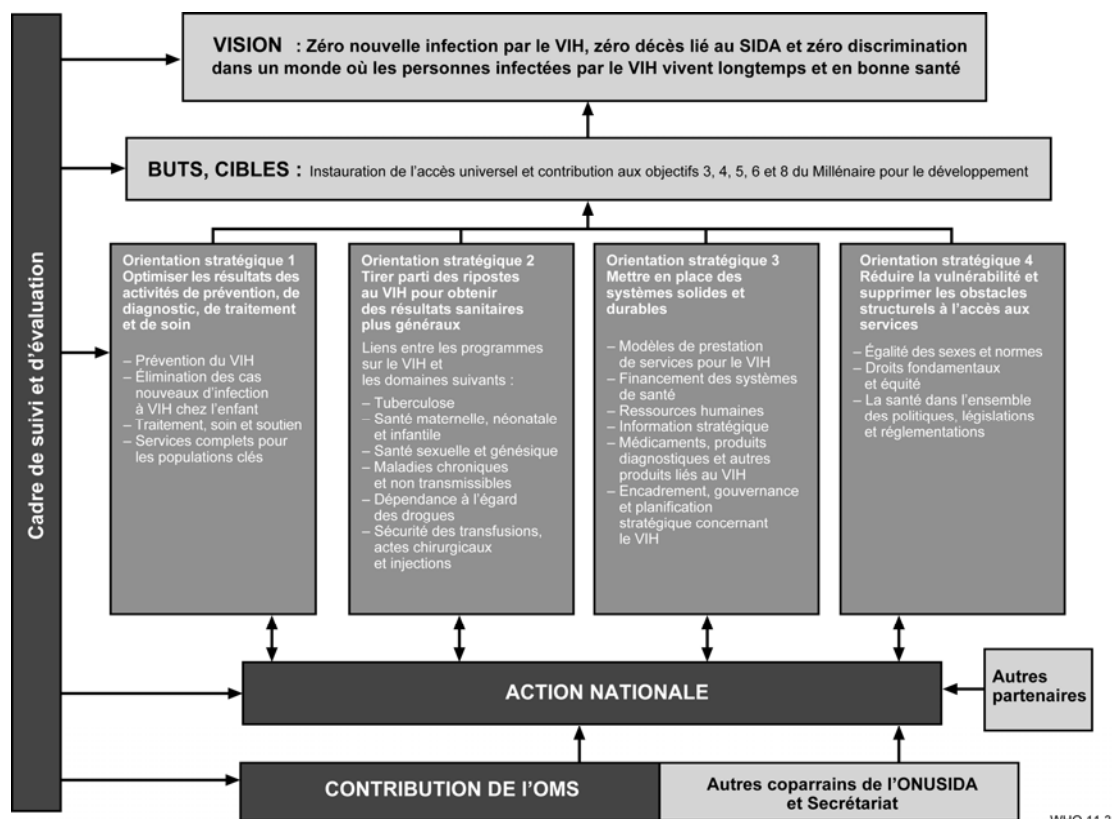 Cadre de suivi et d'évaluation
VISION : Zéro nouvelle infection par le VIH, zéro décès lié au SIDA et zéro discrimination
dans un monde où les personnes infectées par le VIH vivent longtemps et en bonne santé
BUTS, CIBLES : Instauration de l'accès universel et contribution aux objectifs 3, 4, 5, 6 et 8 du Millénaire pour le développement
Orientation stratégique 1
Optimiser les résultats des
activités de prévention, de
diagnostic, de traitement
et de soin
– Prévention du VIH
– Élimination des cas
nouveaux d'infection
à VIH chez l'enfant
– Traitement, soin et soutien
– Services complets pour
les populations clés
Orientation stratégique 2
Tirer parti des ripostes
au VIH pour obtenir
des résultats sanitaires
plus généraux
Liens entre les programmes
sur le VIH et
les domaines suivants :
– Tuberculose
– Santé maternelle, néonatale
et infantile
– Santé sexuelle et génésique
– Maladies chroniques
et non transmissibles
– Dépendance à l'égard
des drogues
– Sécurité des transfusions,
actes chirurgicaux
et injections
Orientation stratégique 3
Mettre en place des
systèmes solides et
durables
– Modèles de prestation
de services pour le VIH
– Financement des systèmes
de santé
– Ressources humaines
– Information stratégique
– Médicaments, produits
diagnostiques et autres
produits liés au VIH
– Encadrement, gouvernance
et planification
stratégique concernant
le VIH
Orientation stratégique 4
Réduire la vulnérabilité et
supprimer les obstacles
structurels à l'accès aux
services
– Égalité des sexes et normes
– Droits fondamentaux
et équité
– La santé dans l'ensemble
des politiques, législations
et réglementations
ACTION NATIONALE
Autres
partenaires
CONTRIBUTION DE l'OMS
Autres coparrains de l'ONUSIDA
et Secrétariat